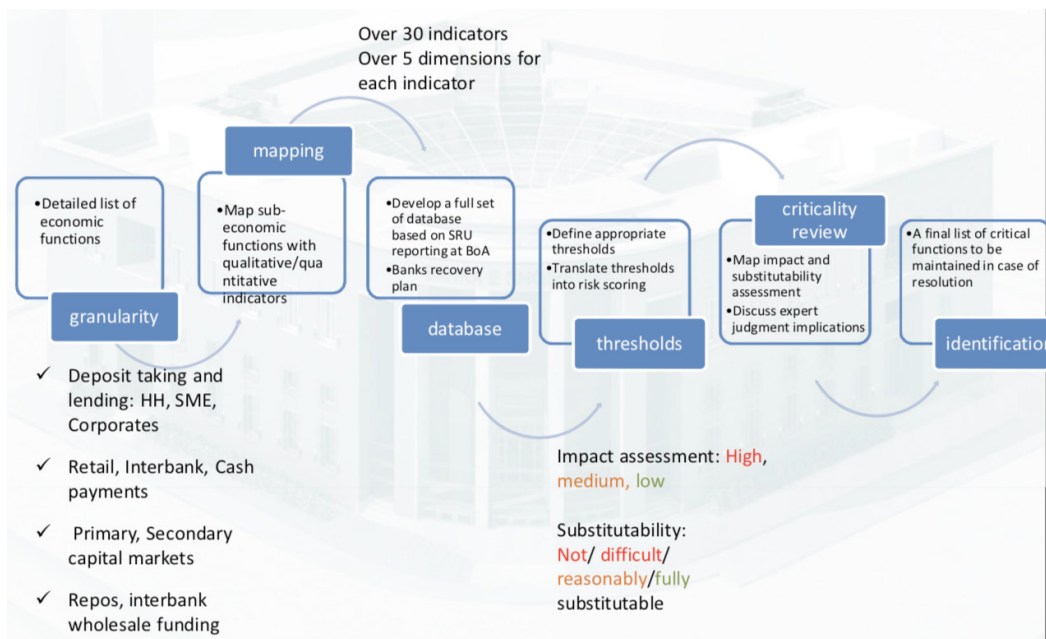 Over 30 indicators
Over 5 dimensions for
each indicator
•Detailed list of
economic
functions
granularity
mapping
•Map sub-
economic
functions with
qualitative/qua
ntitative
indicators
•Develop a full set
of database
based on SRU
reporting at BoA
•Banks recovery
plan
database
•Define appropriate
thresholds
•Translate thresholds
into risk scoring
thresholds
criticality
review
•Map impact and
substitutability
assessment
•Discuss expert
judgment implications
•A final list of critical
functions to be
maintained in case of
resolution
identification
✓ Deposit taking and
lending: HH, SME,
Corporates
✓ Retail, Interbank, Cash
payments
✓ Primary, Secondary
capital markets
✓ Repos, interbank
wholesale funding
Impact assessment: High,
medium, low
Substitutability:
Not/ difficult/
reasonably/fully
substitutable